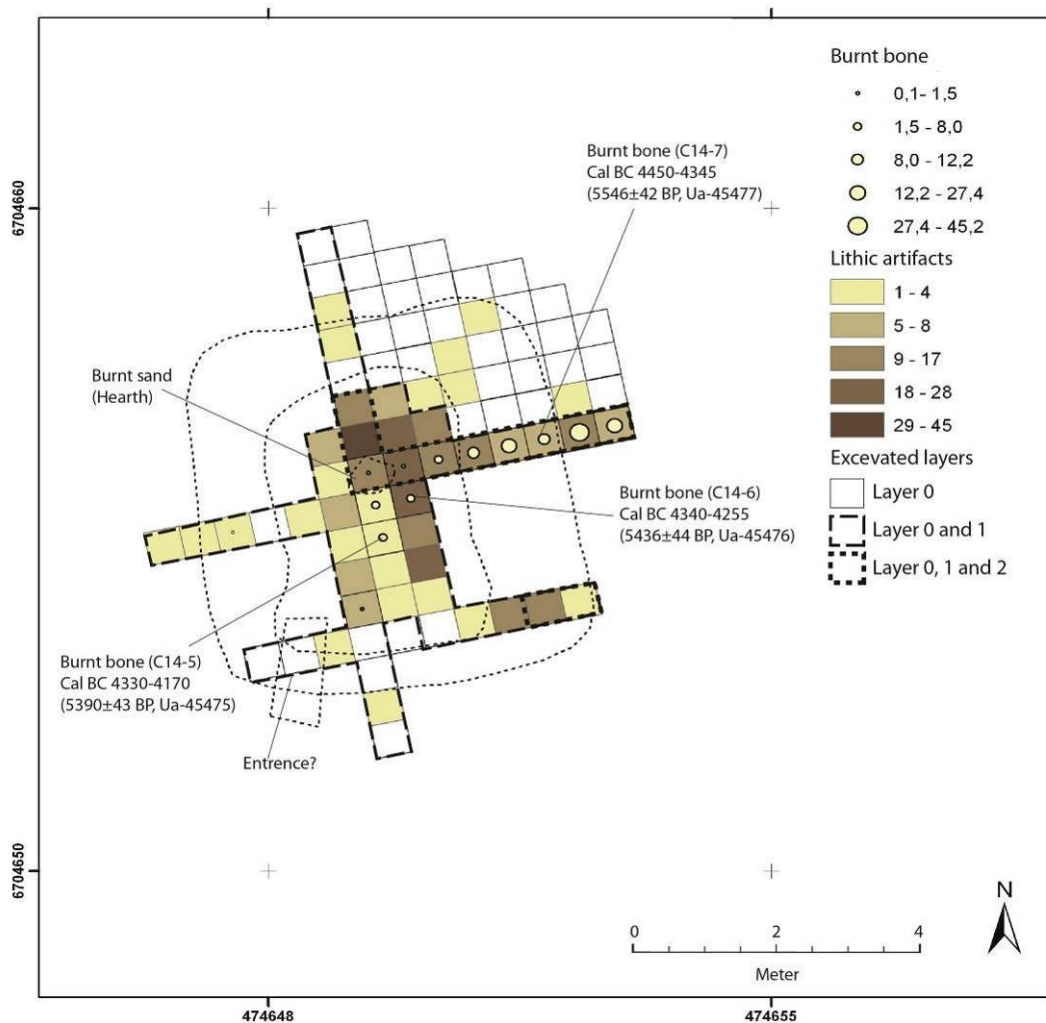 Burnt bone
0,1- 1,5
1,5 - 8,0
8,0 - 12,2
12,2 - 27,4
27,4 - 45,2
Lithic artifacts
1 - 4
5 - 8
9 - 17
18 - 28
29 - 45
Excevated layers
Layer 0
Layer 0 and 1
Layer 0, 1 and 2
Burnt bone (C14-7)
Cal BC 4450-4345
(5546±42 BP, Ua-45477)
6704660
Burnt sand
(Hearth)
Burnt bone (C14-6)
Cal BC 4340-4255
(5436±44 BP, Ua-45476)
Burnt bone (C14-5)
Cal BC 4330-4170
(5390±43 BP, Ua-45475)
Entrence?
6704650
N
0 2 4
Meter
474648 474655